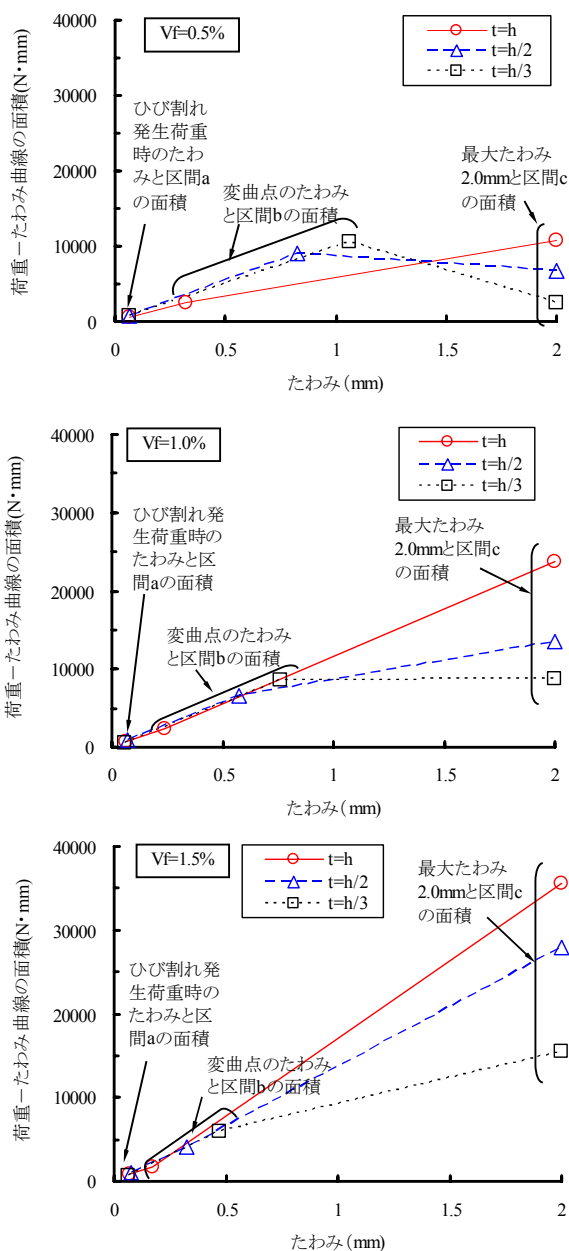 Vf=0.5%
t=h
t=h/2
t=h/3
荷重－たわみ曲線の面積(N・mm)
40000
30000
20000
10000
0
ひび割れ
発生荷重
時のたわ
みと区間a
の面積
変曲点のたわみ
と区間bの面積
最大たわみ
2.0mmと区間c
の面積
0
0.5
1
1.5
2
たわみ(mm)
Vf=1.0%
t=h
t=h/2
t=h/3
荷重－たわみ曲線の面積(N・mm)
40000
30000
20000
10000
0
ひび割れ発
生荷重時の
たわみと区
間aの面積
変曲点のたわみ
と区間bの面積
最大たわみ
2.0mmと区間c
の面積
0
0.5
1
1.5
2
たわみ(mm)
Vf=1.5%
t=h
t=h/2
t=h/3
荷重－たわみ曲線の面積(N・mm)
40000
30000
20000
10000
0
ひび割れ発
生荷重時の
たわみと区
間aの面積
変曲点のたわみ
と区間bの面積
最大たわみ
2.0mmと区間c
の面積
0
0.5
1
1.5
2
たわみ(mm)